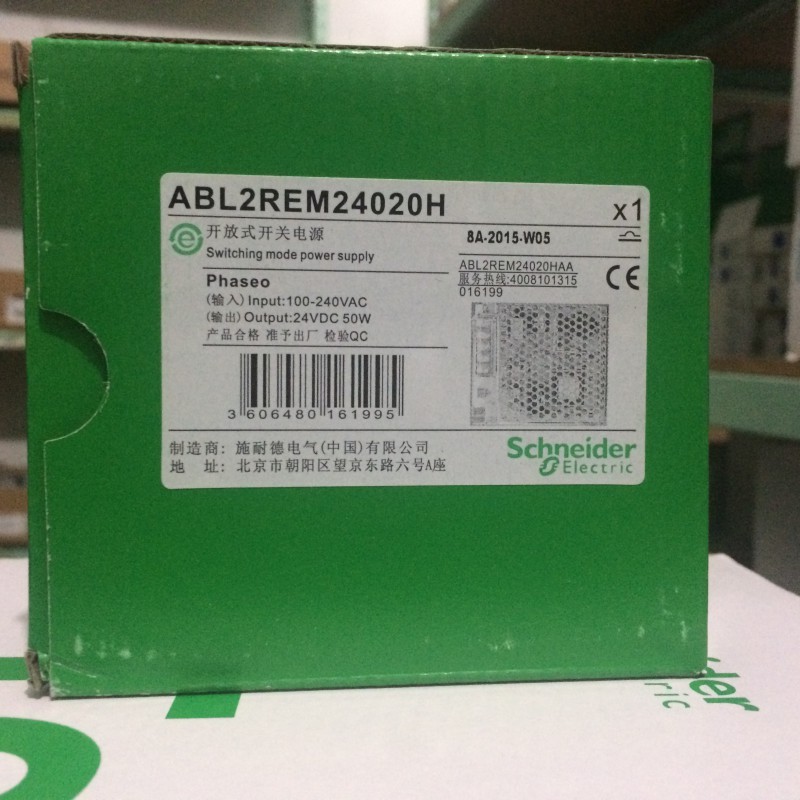 ABL2REM24020H
x1
开放式开关电源
Switching mode power supply
8A-2015-W05
Phaseo
(输入) Input:100-240VAC
(输出) Output:24VDC 50W
产品合格 准予出厂 检验QC
ABL2REM24020HAA
服务热线:4008101315
016199
CE
3 606480 161995
制造商: 施耐德电气(中国)有限公司
地 址: 北京市朝阳区望京东路六号A座
Schneider
Electric
der
ric